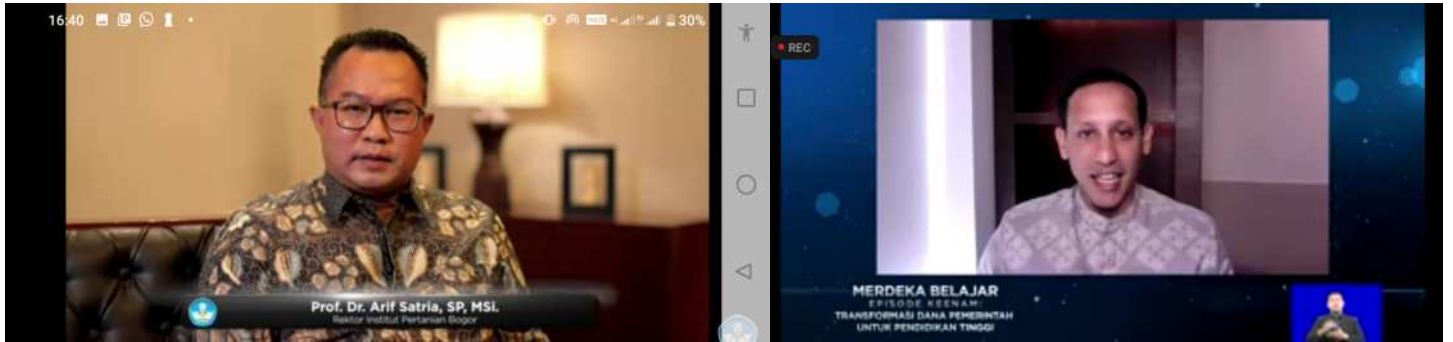 16:40
30%
REC
Prof. Dr. Arif Satria, SP, MSi.
Rektor Institut Pertanian Bogor
MERDEKA BELAJAR
EPISODE KEENAM:
TRANSFORMASI DANA PEMERINTAH
UNTUK PENDIDIKAN TINGGI